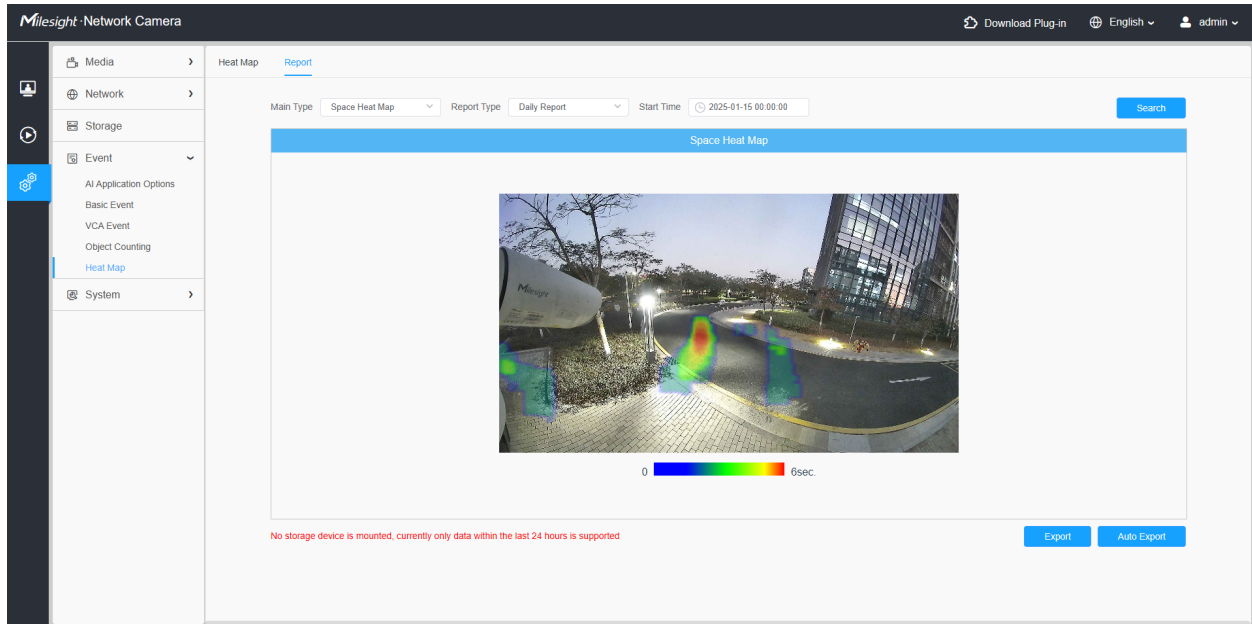 Milesight · Network Camera
Download Plug-in
English
admin
Media
Network
Storage
Event
AI Application Options
Basic Event
VCA Event
Object Counting
Heat Map
System
Heat Map Report
Main Type Space Heat Map Report Type Daily Report Start Time 2025-01-15 00:00:00 Search
Space Heat Map
Milesight
0 6sec.
No storage device is mounted, currently only data within the last 24 hours is supported
Export Auto Export